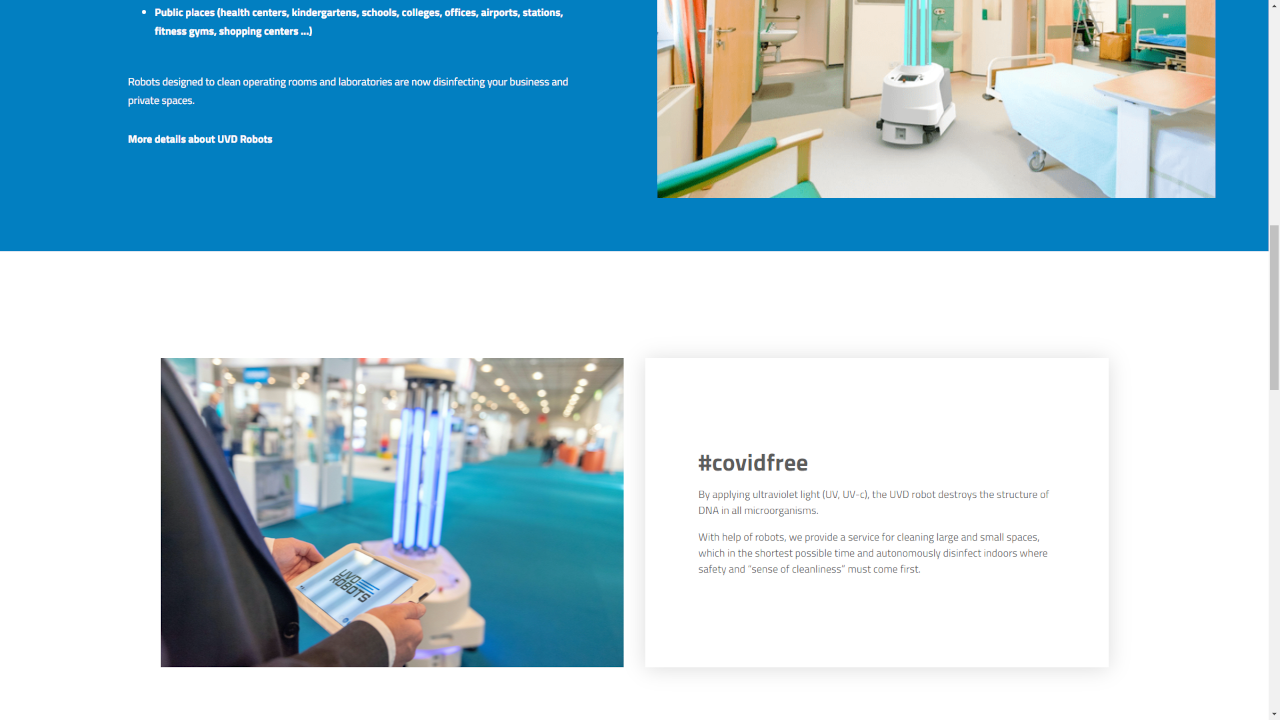 • Public places (health centers, kindergartens, schools, colleges, offices, airports, stations,
fitness gyms, shopping centers ...)
Robots designed to clean operating rooms and laboratories are now disinfecting your business and
private spaces.
More details about UVD Robots
#covidfree
By applying ultraviolet light (UV, UV-c), the UVD robot destroys the structure of
DNA in all microorganisms.
With help of robots, we provide a service for cleaning large and small spaces,
which in the shortest possible time and autonomously disinfect indoors where
safety and “sense of cleanliness” must come first.
UVD
ROBOTS